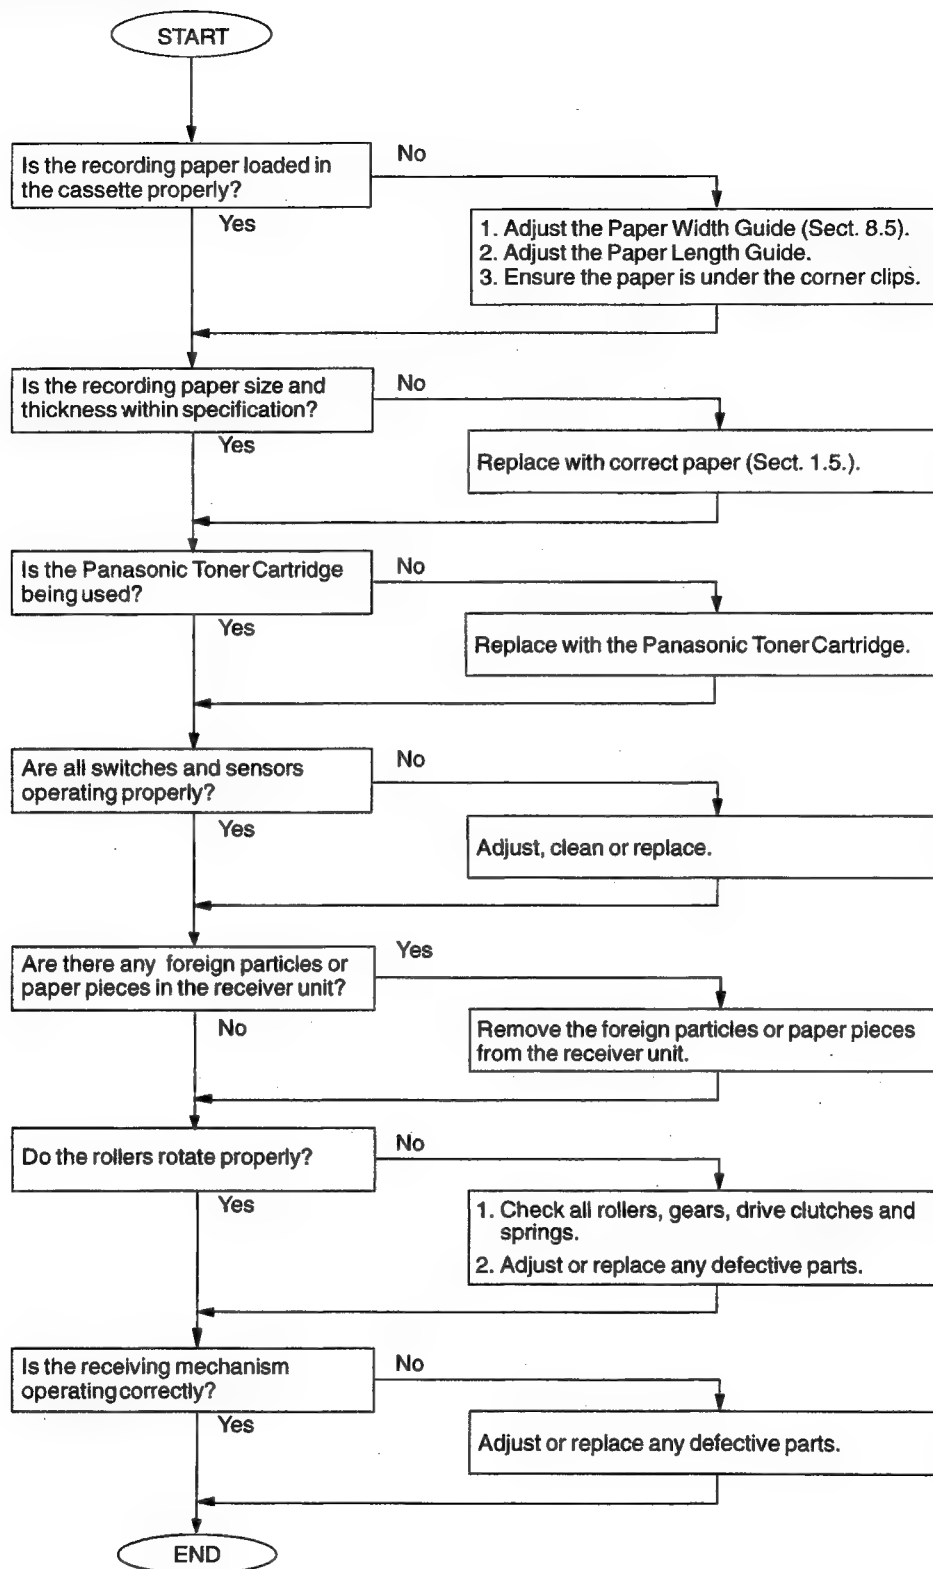 START
Is the recording paper loaded in
the cassette properly?
No
Yes
1. Adjust the Paper Width Guide (Sect. 8.5).
2. Adjust the Paper Length Guide.
3. Ensure the paper is under the corner clips.
Is the recording paper size and
thickness within specification?
No
Yes
Replace with correct paper (Sect. 1.5.).
Is the Panasonic Toner Cartridge
being used?
No
Yes
Replace with the Panasonic Toner Cartridge.
Are all switches and sensors
operating properly?
No
Yes
Adjust, clean or replace.
Are there any foreign particles or
paper pieces in the receiver unit?
Yes
No
Remove the foreign particles or paper pieces
from the receiver unit.
Do the rollers rotate properly?
No
Yes
1. Check all rollers, gears, drive clutches and
springs.
2. Adjust or replace any defective parts.
Is the receiving mechanism
operating correctly?
No
Yes
Adjust or replace any defective parts.
END